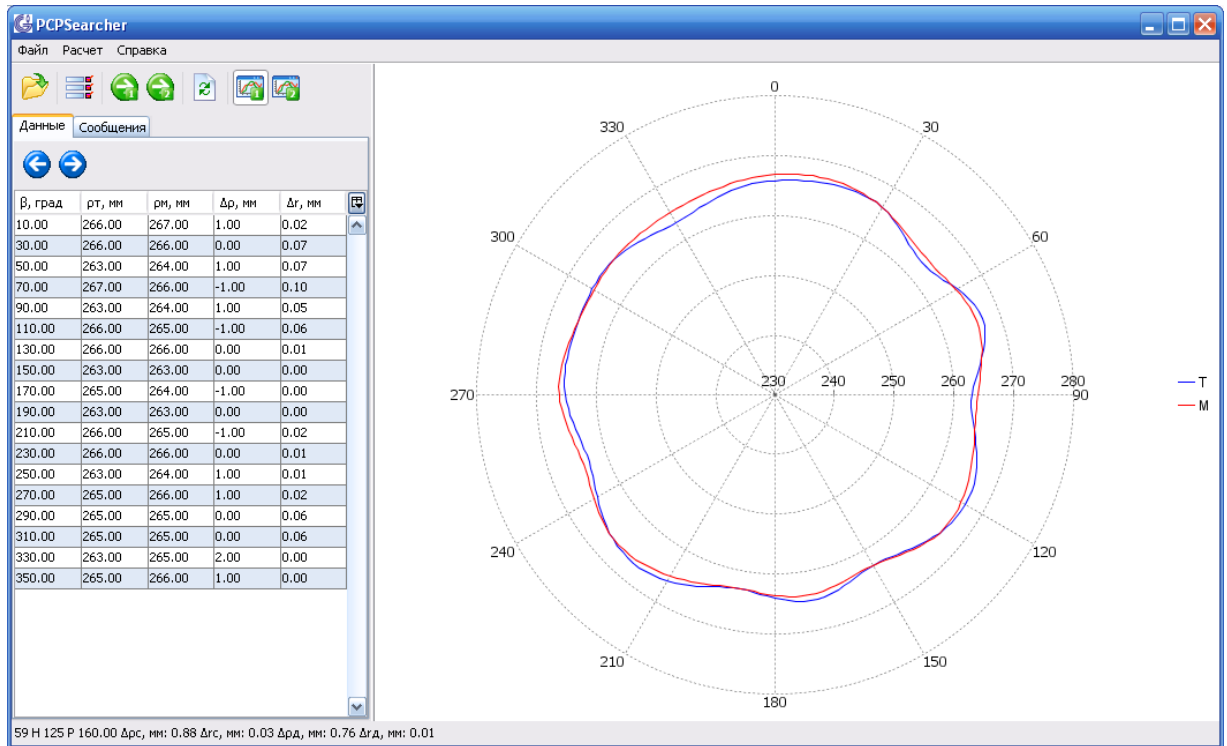 PCPSearcher
Файл Расчет Справка
Данные Сообщения
β, град ρт, мм ρм, мм Δρ, мм Δr, мм
10.00 266.00 267.00 1.00 0.02
30.00 266.00 266.00 0.00 0.07
50.00 263.00 264.00 1.00 0.07
70.00 267.00 266.00 -1.00 0.10
90.00 263.00 264.00 1.00 0.05
110.00 266.00 265.00 -1.00 0.06
130.00 266.00 266.00 0.00 0.01
150.00 263.00 263.00 0.00 0.00
170.00 265.00 264.00 -1.00 0.00
190.00 263.00 263.00 0.00 0.00
210.00 266.00 265.00 -1.00 0.02
230.00 266.00 266.00 0.00 0.01
250.00 263.00 264.00 1.00 0.01
270.00 265.00 266.00 1.00 0.02
290.00 265.00 265.00 0.00 0.06
310.00 265.00 265.00 0.00 0.06
330.00 263.00 265.00 2.00 0.00
350.00 265.00 266.00 1.00 0.00
0
330 30
300 60
230 240 250 260 270 280
270 90
T
M
240 120
210 150
180
59 H 125 P 160.00 Δρс, мм: 0.88 Δrс, мм: 0.03 Δρд, мм: 0.76 Δrд, мм: 0.01